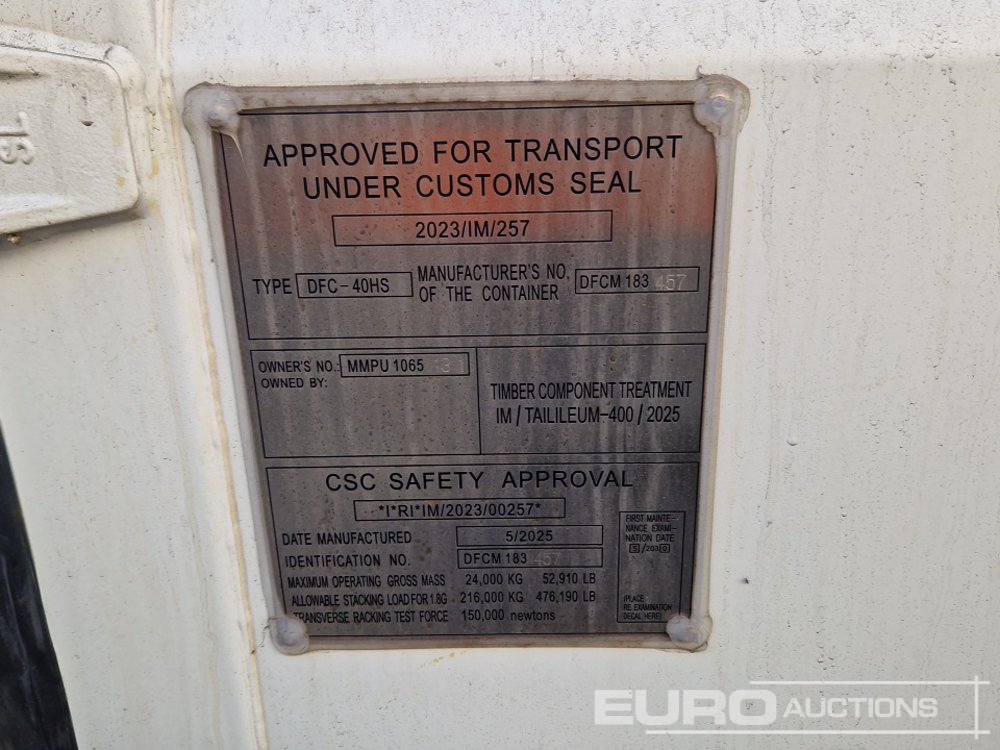 APPROVED FOR TRANSPORT
UNDER CUSTOMS SEAL
2023/IM/257
TYPE DFC-40HS
MANUFACTURER'S NO.
OF THE CONTAINER
DFCM 183 457
OWNER'S NO.: MMPU 1065
OWNED BY:
TIMBER COMPONENT TREATMENT
IM / TAILILEUM-400 / 2025
CSC SAFETY APPROVAL
*I*RI*IM/2023/00257*
DATE MANUFACTURED 5/2025
IDENTIFICATION NO. DFCM 183 457
MAXIMUM OPERATING GROSS MASS 24,000 KG 52,910 LB
ALLOWABLE STACKING LOAD FOR 1.8G 216,000 KG 476,190 LB
TRANSVERSE RACKING TEST FORCE 150,000 newtons
FIRST MAINTE-
NANCE EXAMI-
NATION DATE
5/2030
(PLACE
RE EXAMINATION
DECAL HERE)
EURO AUCTIONS